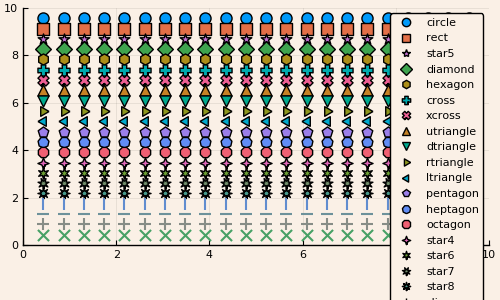 10
8
6
4
2
0
0 2 4 6 8 10
circle
rect
star5
diamond
hexagon
cross
xcross
utriangle
dtriangle
rtriangle
ltriangle
pentagon
heptagon
octagon
star4
star6
star7
star8